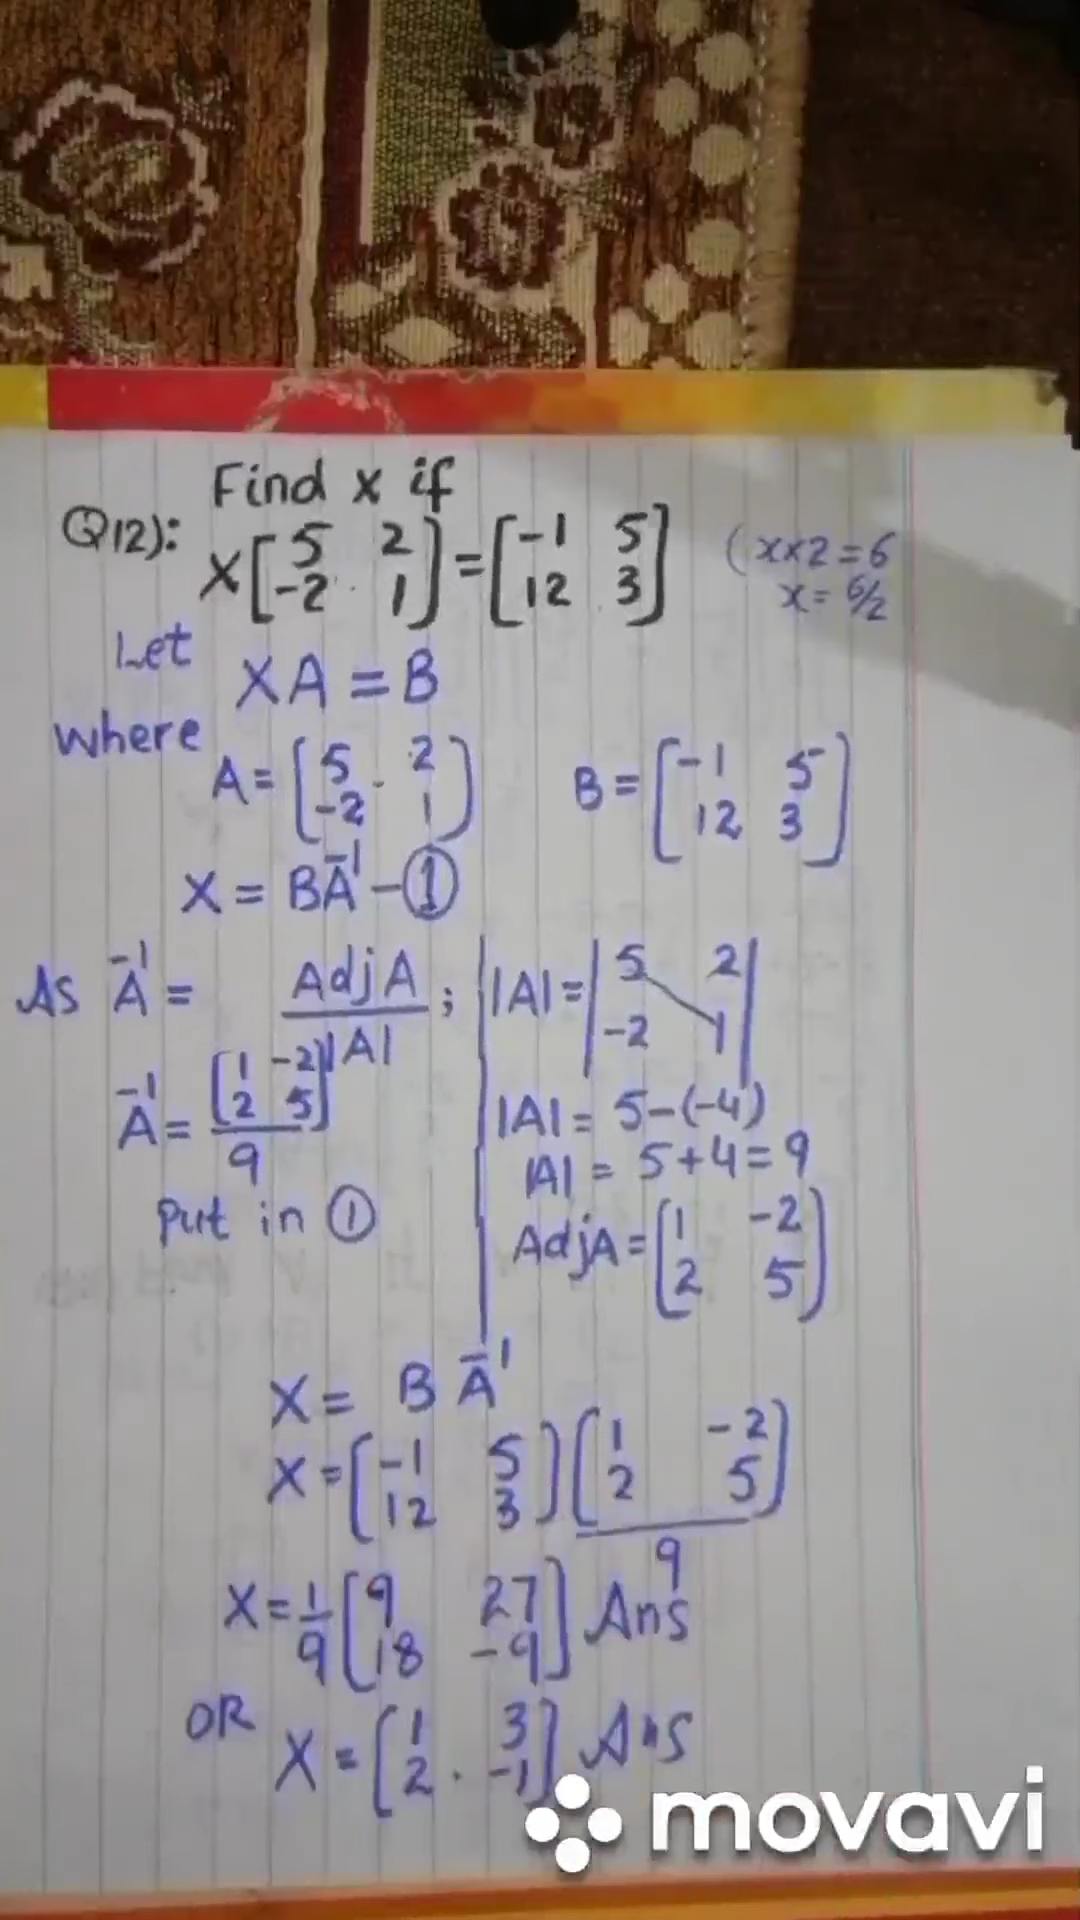 Find x if
Q12): X[5 2 -2 1] = [-1 5 12 3]
(x×2=6
x=6/2
Let XA = B
where
A = [5 2 -2 1] B = [-1 5 12 3]
X = BA⁻¹ - ①
As A⁻¹ = AdjA / |A| ;
A⁻¹ = [1 -2 2 5] / 9
put in ①
|A| = |5 2 -2 1|
|A| = 5-(-4)
|A| = 5+4=9
AdjA = [1 -2 2 5]
X = B A⁻¹
X = [-1 5 12 3] [1 -2 2 5] / 9
X = 1/9 [9 27 18 -9] Ans
OR X = [1 3 2 -1] Ans
movavi